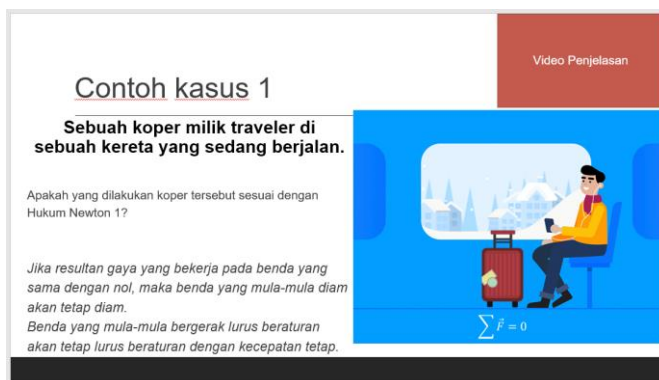 Video Penjelasan
Contoh kasus 1
Sebuah koper milik traveler di
sebuah kereta yang sedang berjalan.
Apakah yang dilakukan koper tersebut sesuai dengan
Hukum Newton 1?
Jika resultan gaya yang bekerja pada benda yang
sama dengan nol, maka benda yang mula-mula diam
akan tetap diam.
Benda yang mula-mula bergerak lurus beraturan
akan tetap lurus beraturan dengan kecepatan tetap.
∑ F⃗ = 0